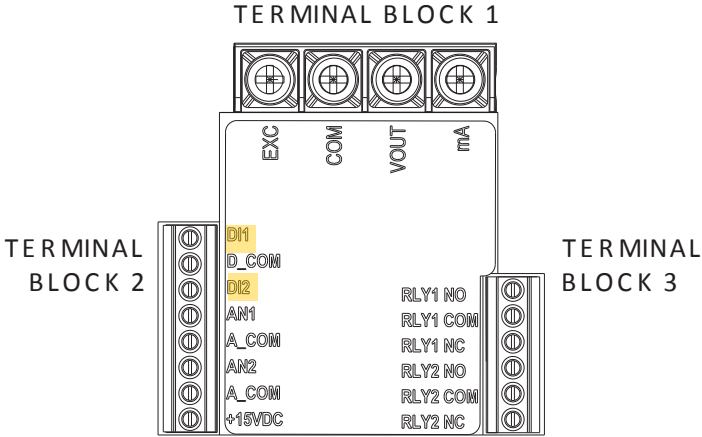 TERMINAL BLOCK 1
EXC
COM
VOUT
mA
TERMINAL
BLOCK 2
DI1
D_COM
DI2
AN1
A_COM
AN2
A_COM
+15VDC
RLY1 NO
RLY1 COM
RLY1 NC
RLY2 NO
RLY2 COM
RLY2 NC
TERMINAL
BLOCK 3